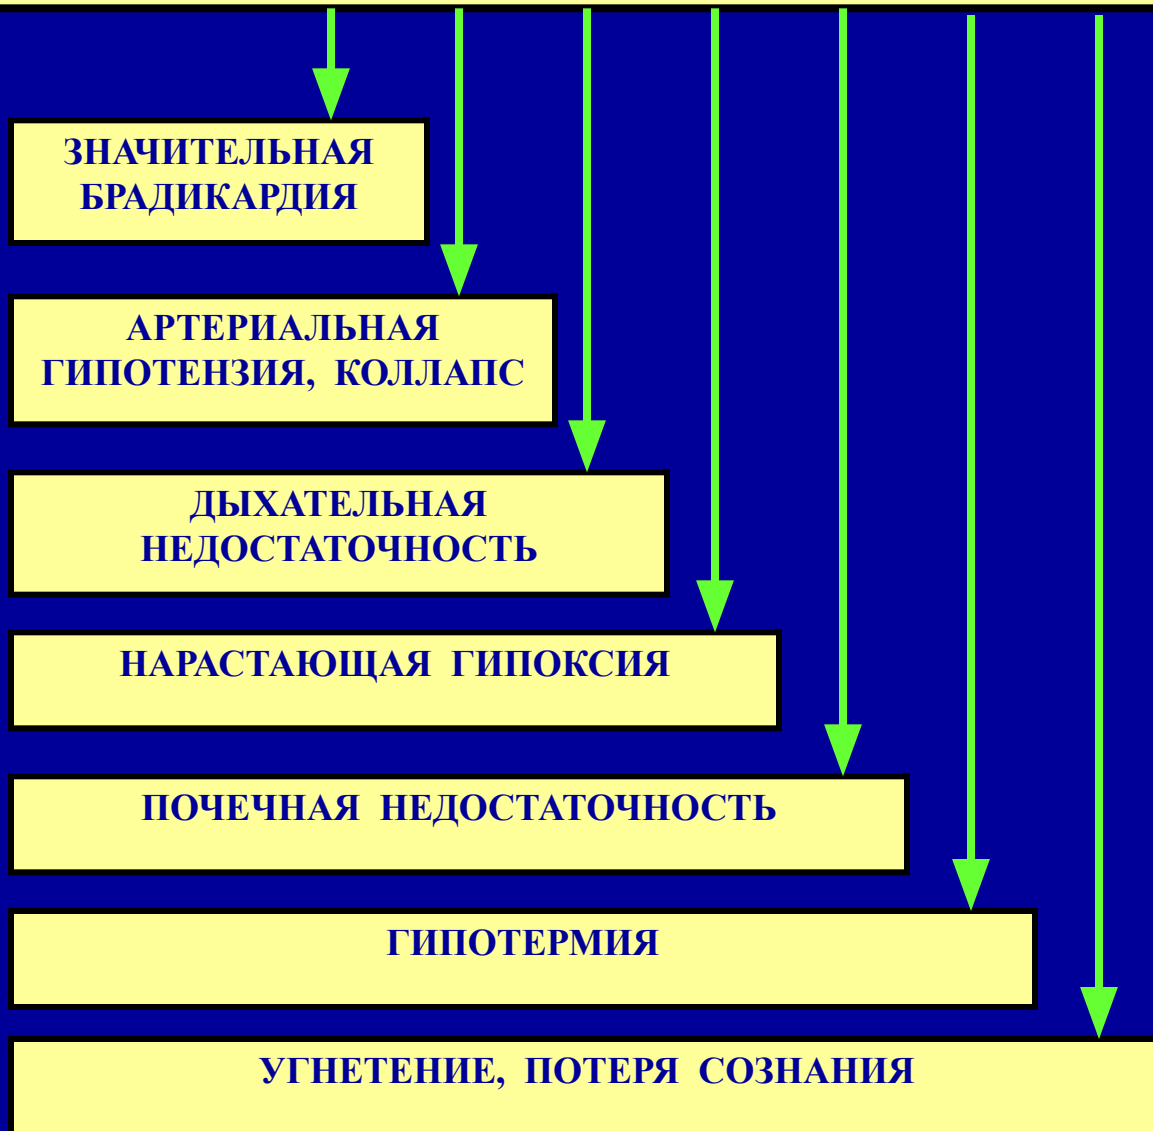 ЗНАЧИТЕЛЬНАЯ
БРАДИКАРДИЯ
АРТЕРИАЛЬНАЯ
ГИПОТЕНЗИЯ, КОЛЛАПС
ДЫХАТЕЛЬНАЯ
НЕДОСТАТОЧНОСТЬ
НАРАСТАЮЩАЯ ГИПОКСИЯ
ПОЧЕЧНАЯ НЕДОСТАТОЧНОСТЬ
ГИПОТЕРМИЯ
УГНЕТЕНИЕ, ПОТЕРЯ СОЗНАНИЯ